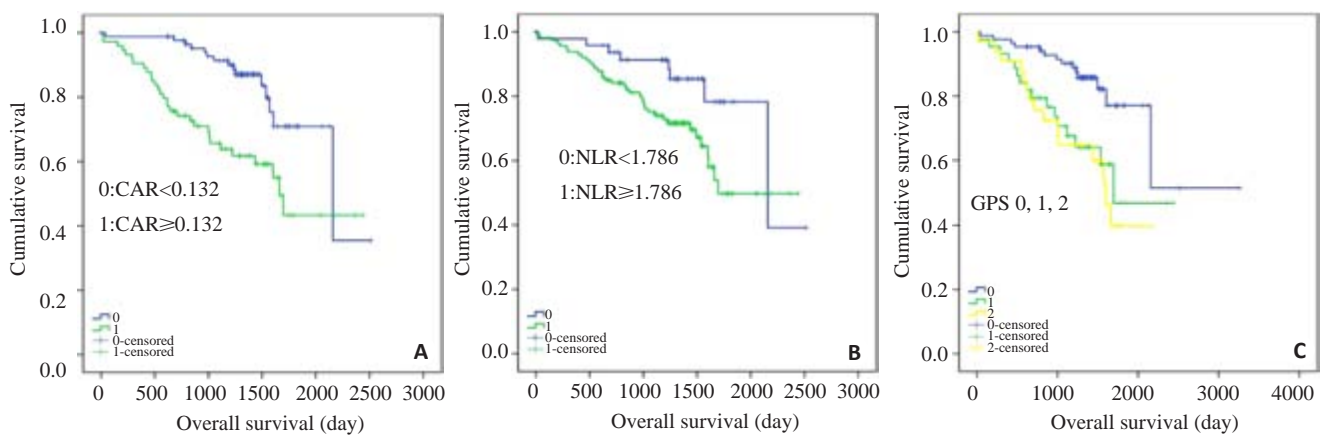 1.0
0.8
0.6
0.4
0.2
0.0
Cumulative survival
0:CAR<0.132
1:CAR≥0.132
0
1
0-censored
1-censored
A
0 500 1000 1500 2000 2500 3000
Overall survival (day)
1.0
0.8
0.6
0.4
0.2
0.0
Cumulative survival
0:NLR<1.786
1:NLR≥1.786
0
1
0-censored
1-censored
B
0 500 1000 1500 2000 2500 3000
Overall survival (day)
1.0
0.8
0.6
0.4
0.2
0.0
Cumulative survival
GPS 0, 1, 2
0
1
2
0-censored
1-censored
2-censored
C
0 1000 2000 3000 4000
Overall survival (day)